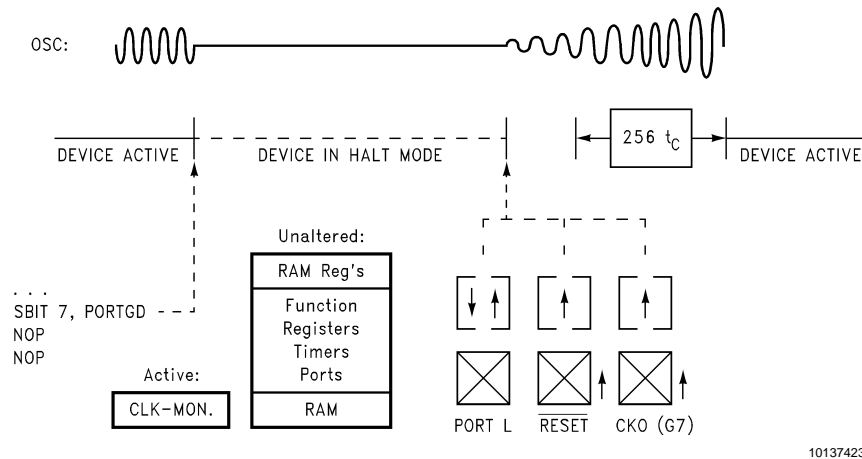 OSC:
256 tC
DEVICE ACTIVE
DEVICE IN HALT MODE
DEVICE ACTIVE
Unaltered:
RAM Reg's
Function
Registers
Timers
Ports
RAM
. . .
SBIT 7, PORTGD
NOP
NOP
Active:
CLK-MON.
PORT L
RESET
CKO (G7)
10137423